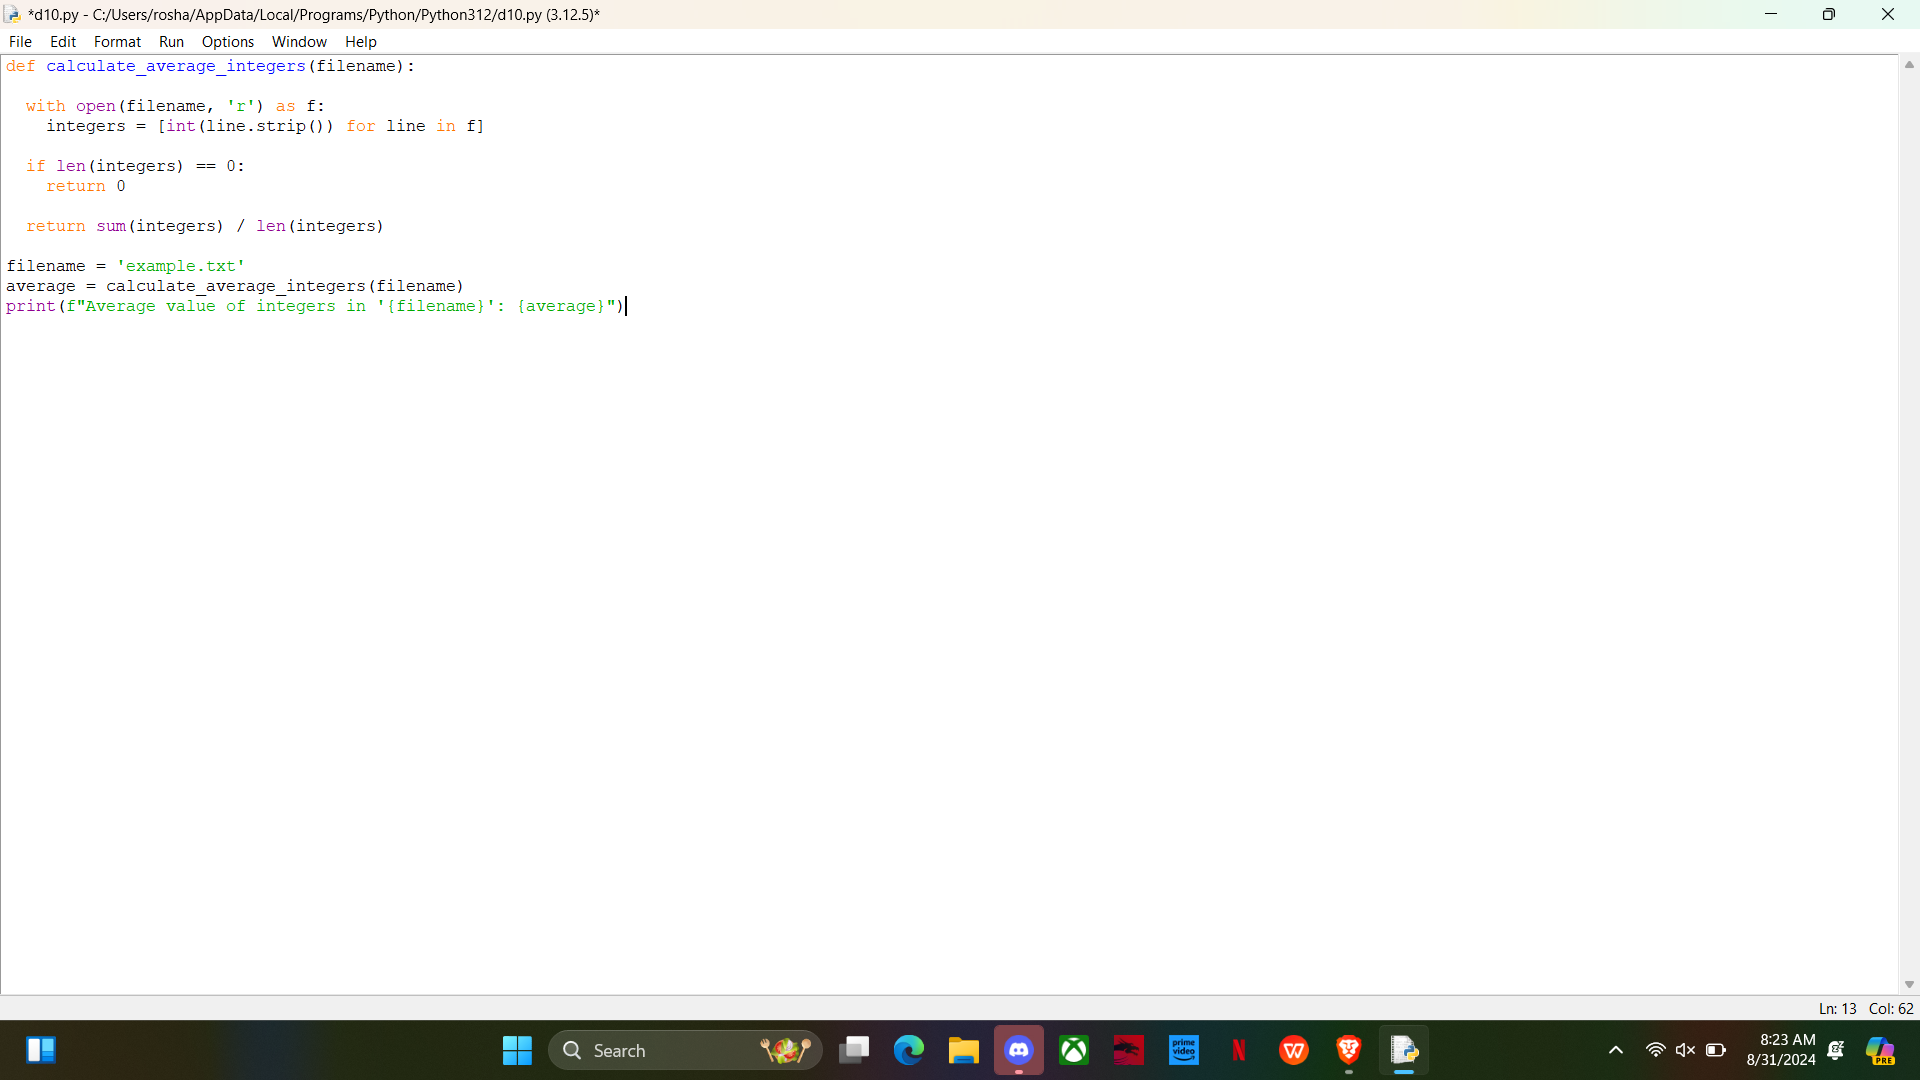 *d10.py - C:/Users/rosha/AppData/Local/Programs/Python/Python312/d10.py (3.12.5)*
File Edit Format Run Options Window Help
def calculate_average_integers(filename):
with open(filename, 'r') as f:
integers = [int(line.strip()) for line in f]
if len(integers) == 0:
return 0
return sum(integers) / len(integers)
filename = 'example.txt'
average = calculate_average_integers(filename)
print(f"Average value of integers in '{filename}': {average}")
Ln: 13 Col: 62
Search
prime video
N
W
8:23 AM
8/31/2024
PRE